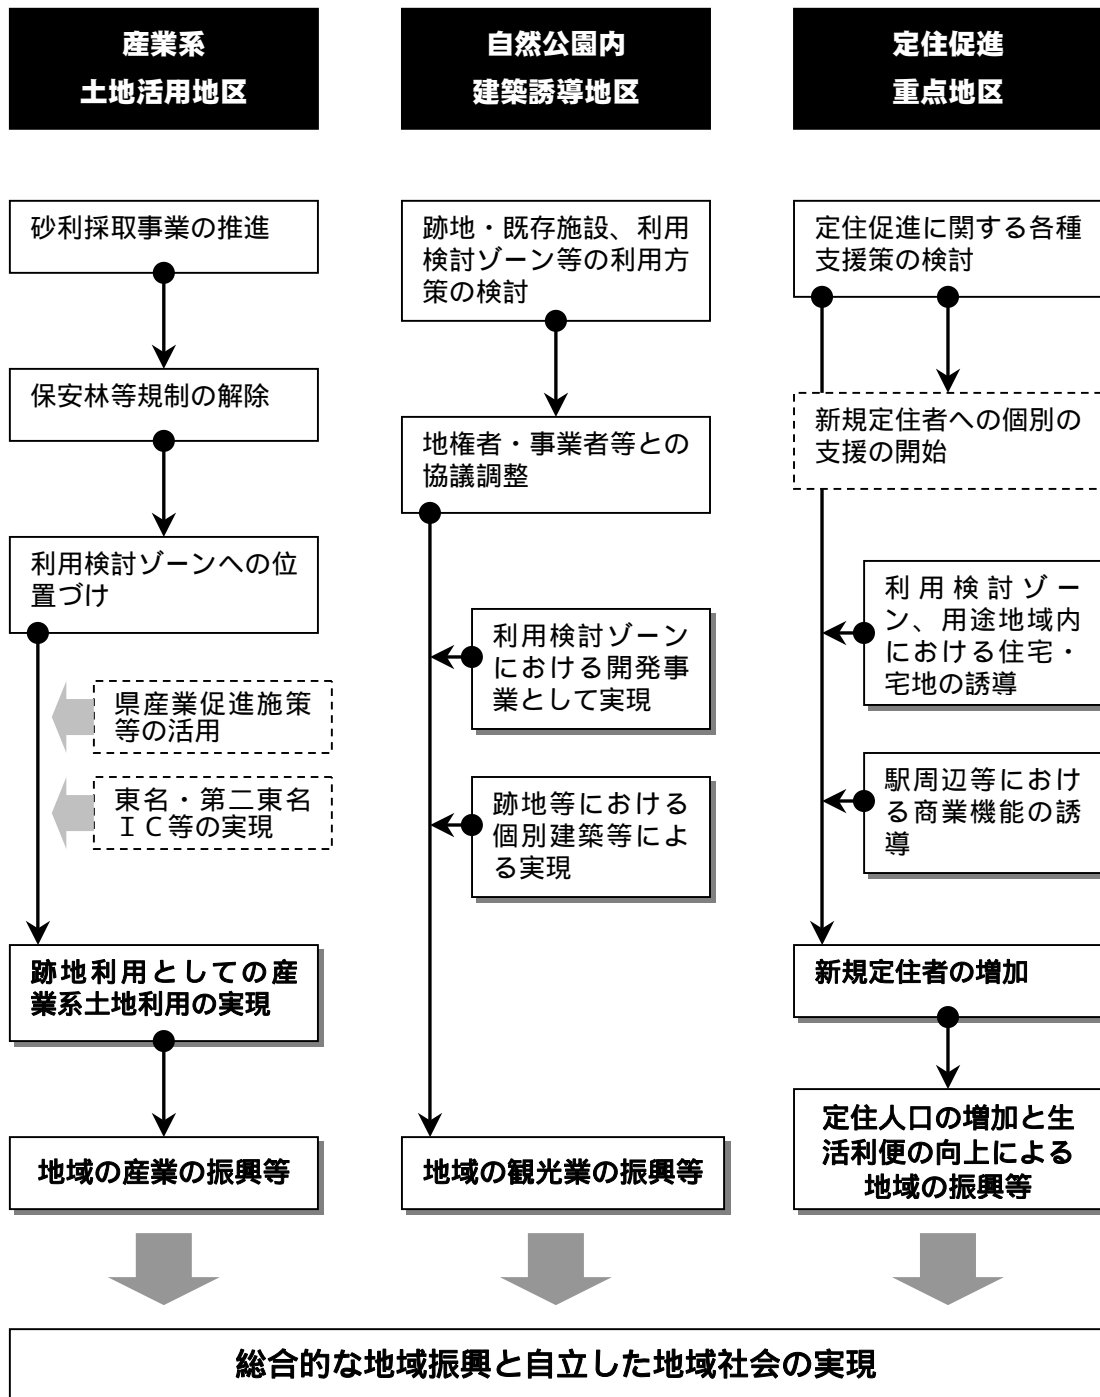 産業系
土地活用地区
砂利採取事業の推進
保安林等規制の解除
利用検討ゾーンへの位
置づけ
県産業促進施策
等の活用
東名・第二東名
ＩＣ等の実現
跡地利用としての産
業系土地利用の実現
地域の産業の振興等
自然公園内
建築誘導地区
跡地・既存施設、利用
検討ゾーン等の利用方
策の検討
地権者・事業者等との
協議調整
利用検討ゾーン
における開発事
業として実現
跡地等における
個別建築等によ
る実現
地域の観光業の振興等
定住促進
重点地区
定住促進に関する各種
支援策の検討
新規定住者への個別の
支援の開始
利用検討ゾー
ン、用途地域内
における住宅・
宅地の誘導
駅周辺等におけ
る商業機能の誘
導
新規定住者の増加
定住人口の増加と生
活利便の向上による
地域の振興等
総合的な地域振興と自立した地域社会の実現